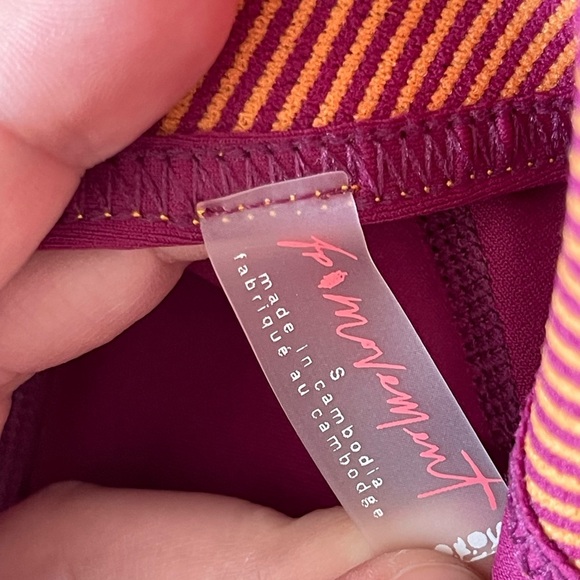 fp movement
S
made in cambodia
fabriqué au cambodge